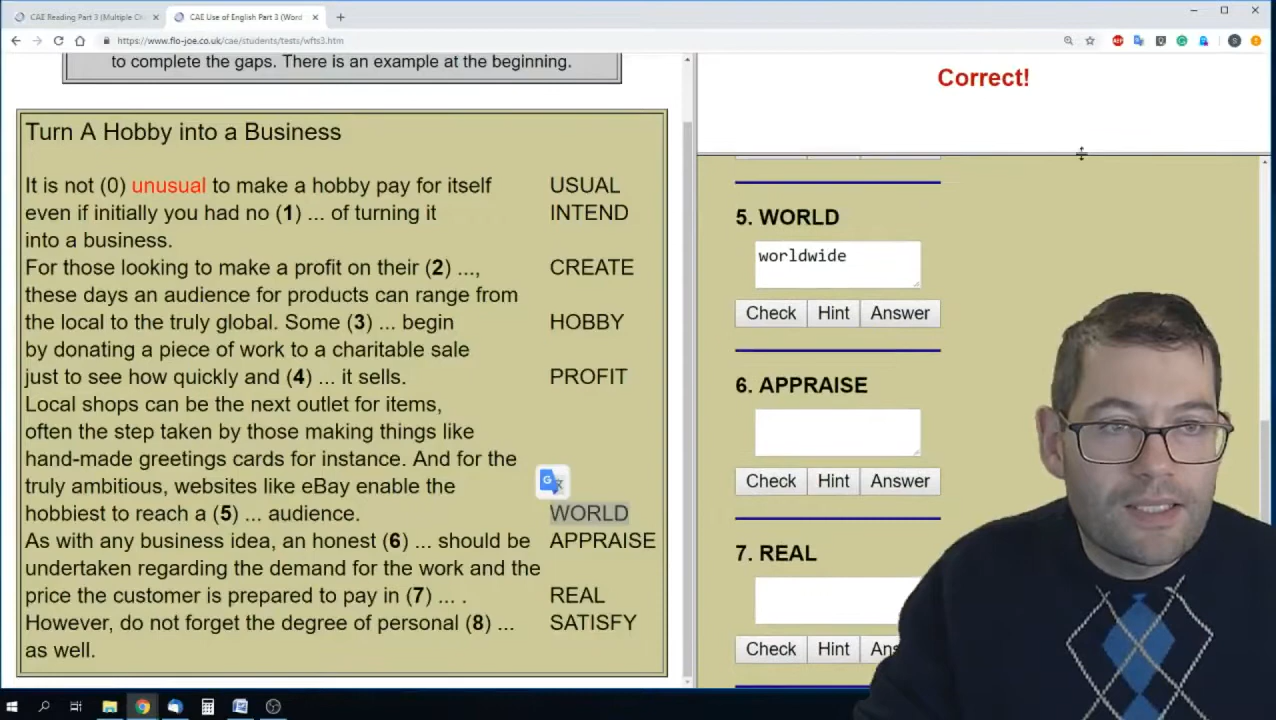 CAE Reading Part 3 (Multiple Ch
CAE Use of English Part 3 (Word
https://www.flo-joe.co.uk/cae/students/tests/wfts3.htm
to complete the gaps. There is an example at the beginning.
Correct!
Turn A Hobby into a Business
It is not (0) unusual to make a hobby pay for itself USUAL
even if initially you had no (1) ... of turning it INTEND
into a business.
For those looking to make a profit on their (2) ..., CREATE
these days an audience for products can range from
the local to the truly global. Some (3) ... begin HOBBY
by donating a piece of work to a charitable sale
just to see how quickly and (4) ... it sells. PROFIT
Local shops can be the next outlet for items,
often the step taken by those making things like
hand-made greetings cards for instance. And for the
truly ambitious, websites like eBay enable the
hobbiest to reach a (5) ... audience. WORLD
As with any business idea, an honest (6) ... should be APPRAISE
undertaken regarding the demand for the work and the
price the customer is prepared to pay in (7) ... . REAL
However, do not forget the degree of personal (8) ... SATISFY
as well.
5. WORLD
worldwide
Check Hint Answer
6. APPRAISE
Check Hint Answer
7. REAL
Check Hint Ans